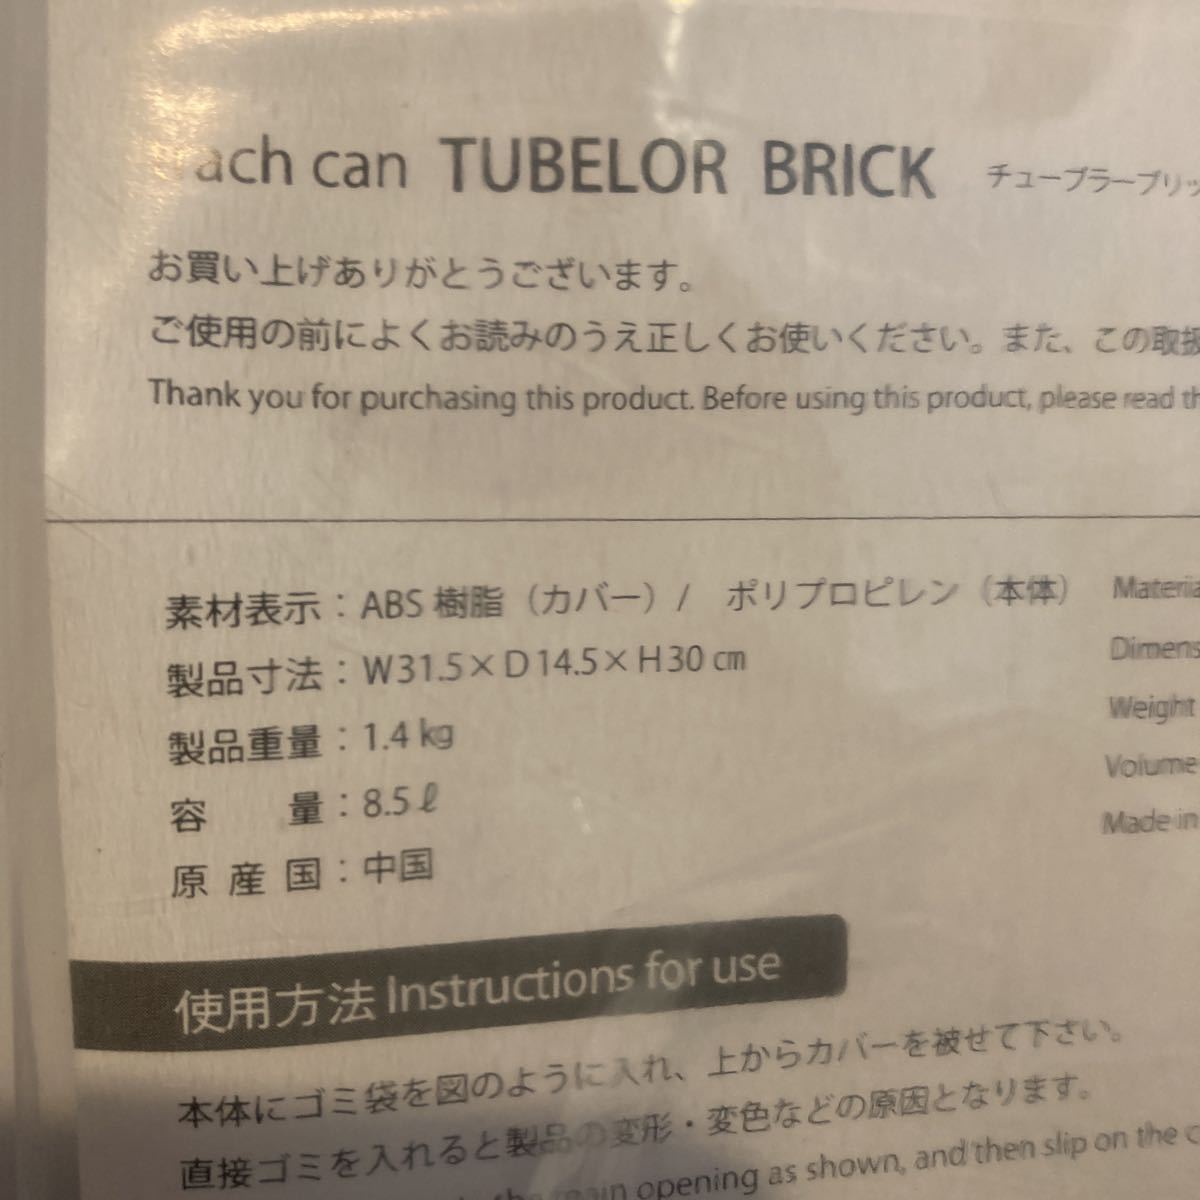 ach can TUBELOR BRICK チューブラーブリッ
お買い上げありがとうございます。
ご使用の前によくお読みのうえ正しくお使いください。また、この取扱
Thank you for purchasing this product. Before using this product, please read th
素材表示：ABS 樹脂（カバー）/ ポリプロピレン（本体）
製品寸法：W31.5×D14.5×H30㎝
製品重量：1.4kg
容 量：8.5ℓ
原産国：中国
Materia
Dimens
Weight
Volume
Made in
使用方法 Instructions for use
本体にゴミ袋を図のように入れ、上からカバーを被せて下さい。
直接ゴミを入れると製品の変形・変色などの原因となります。
opening as shown, and then slip on the c